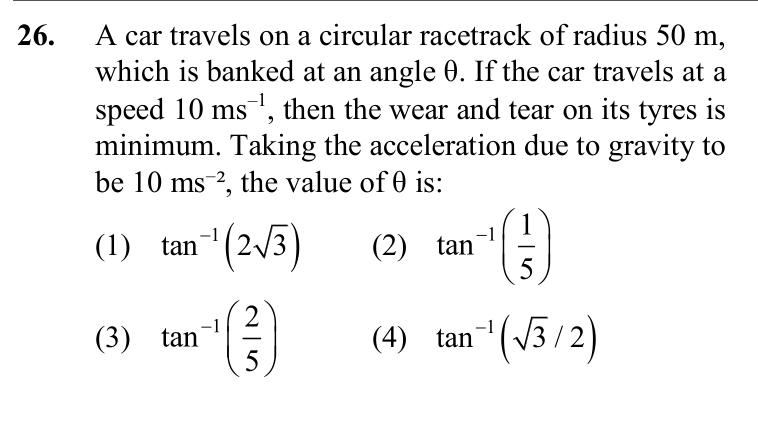 26. A car travels on a circular racetrack of radius 50 m,
which is banked at an angle θ. If the car travels at a
speed 10 ms⁻¹, then the wear and tear on its tyres is
minimum. Taking the acceleration due to gravity to
be 10 ms⁻², the value of θ is:
(1) tan⁻¹(2√3) (2) tan⁻¹(1/5)
(3) tan⁻¹(2/5) (4) tan⁻¹(√3 / 2)